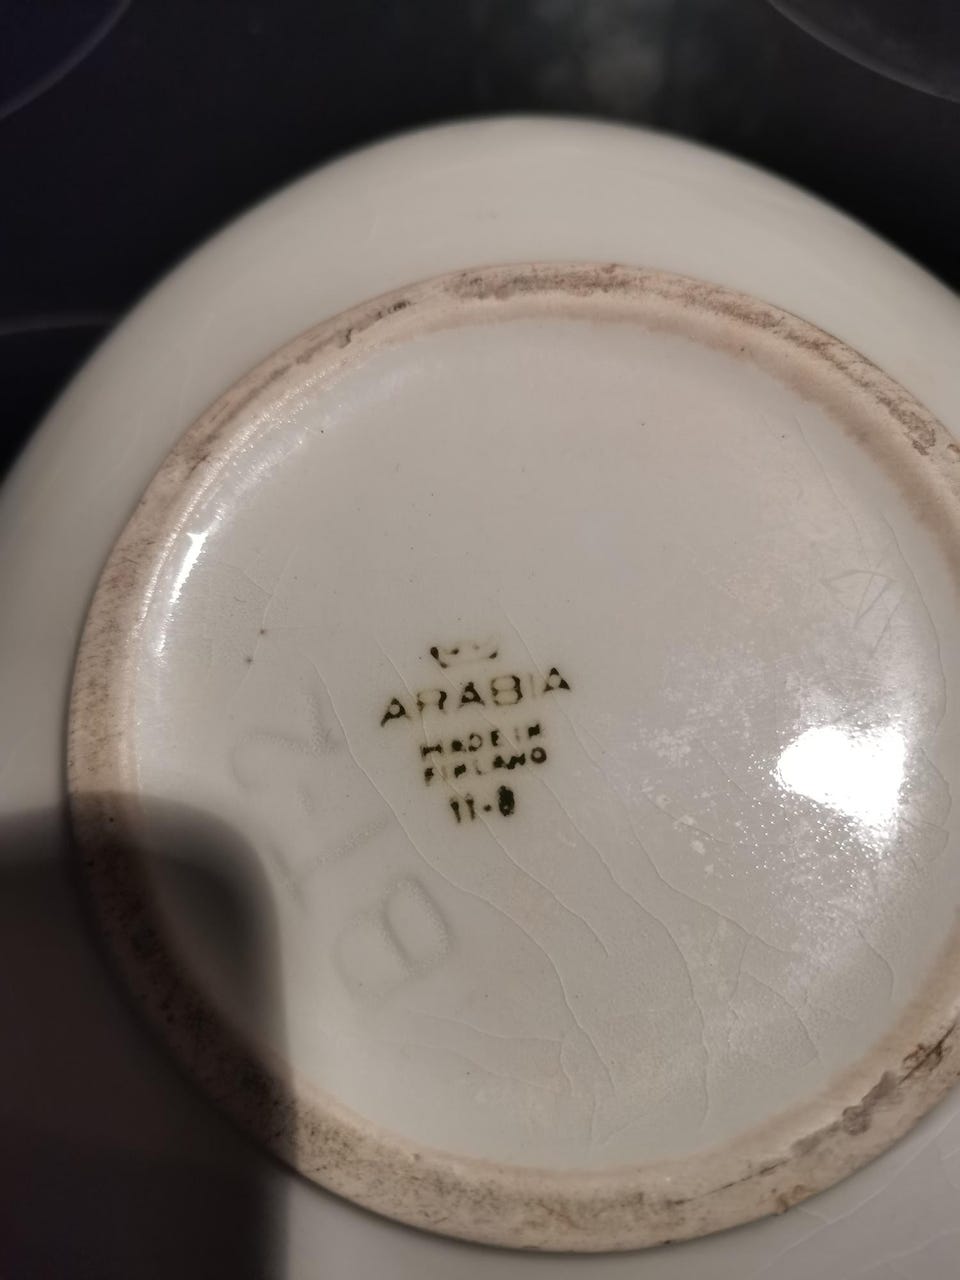 ARABIA
MADE IN
FINLAND
11-8